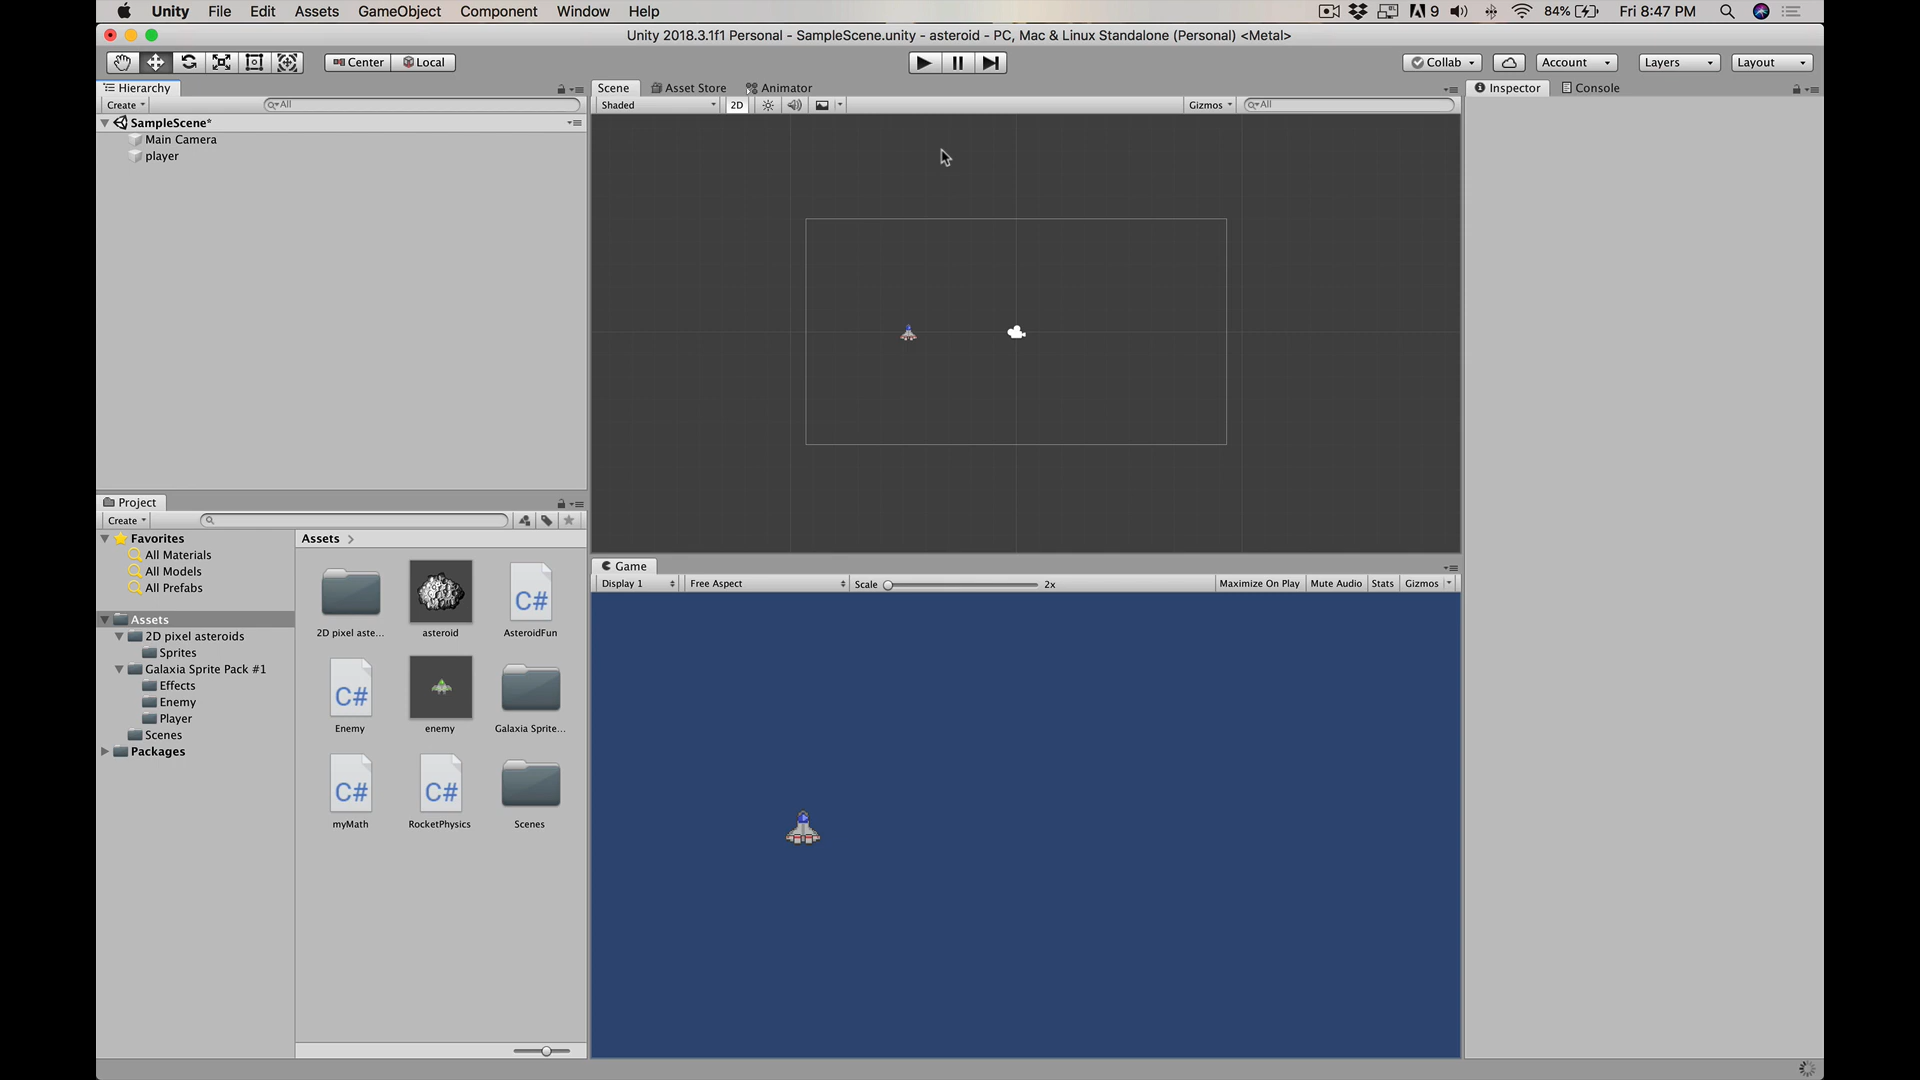 Unity File Edit Assets GameObject Component Window Help 9 84% Fri 8:47 PM
Unity 2018.3.1f1 Personal - SampleScene.unity - asteroid - PC, Mac & Linux Standalone (Personal) <Metal>
Center Local Collab Account Layers Layout
Hierarchy
Create All
SampleScene*
Main Camera
player
Scene Asset Store Animator
Shaded 2D Gizmos All
Inspector Console
Project
Create
Favorites
All Materials
All Models
All Prefabs
Assets
2D pixel asteroids
Sprites
Galaxia Sprite Pack #1
Effects
Enemy
Player
Scenes
Packages
Assets
C#
2D pixel aste... asteroid AsteroidFun
C#
Enemy enemy Galaxia Sprite...
C# C#
myMath RocketPhysics Scenes
Game
Display 1 Free Aspect Scale 2x Maximize On Play Mute Audio Stats Gizmos